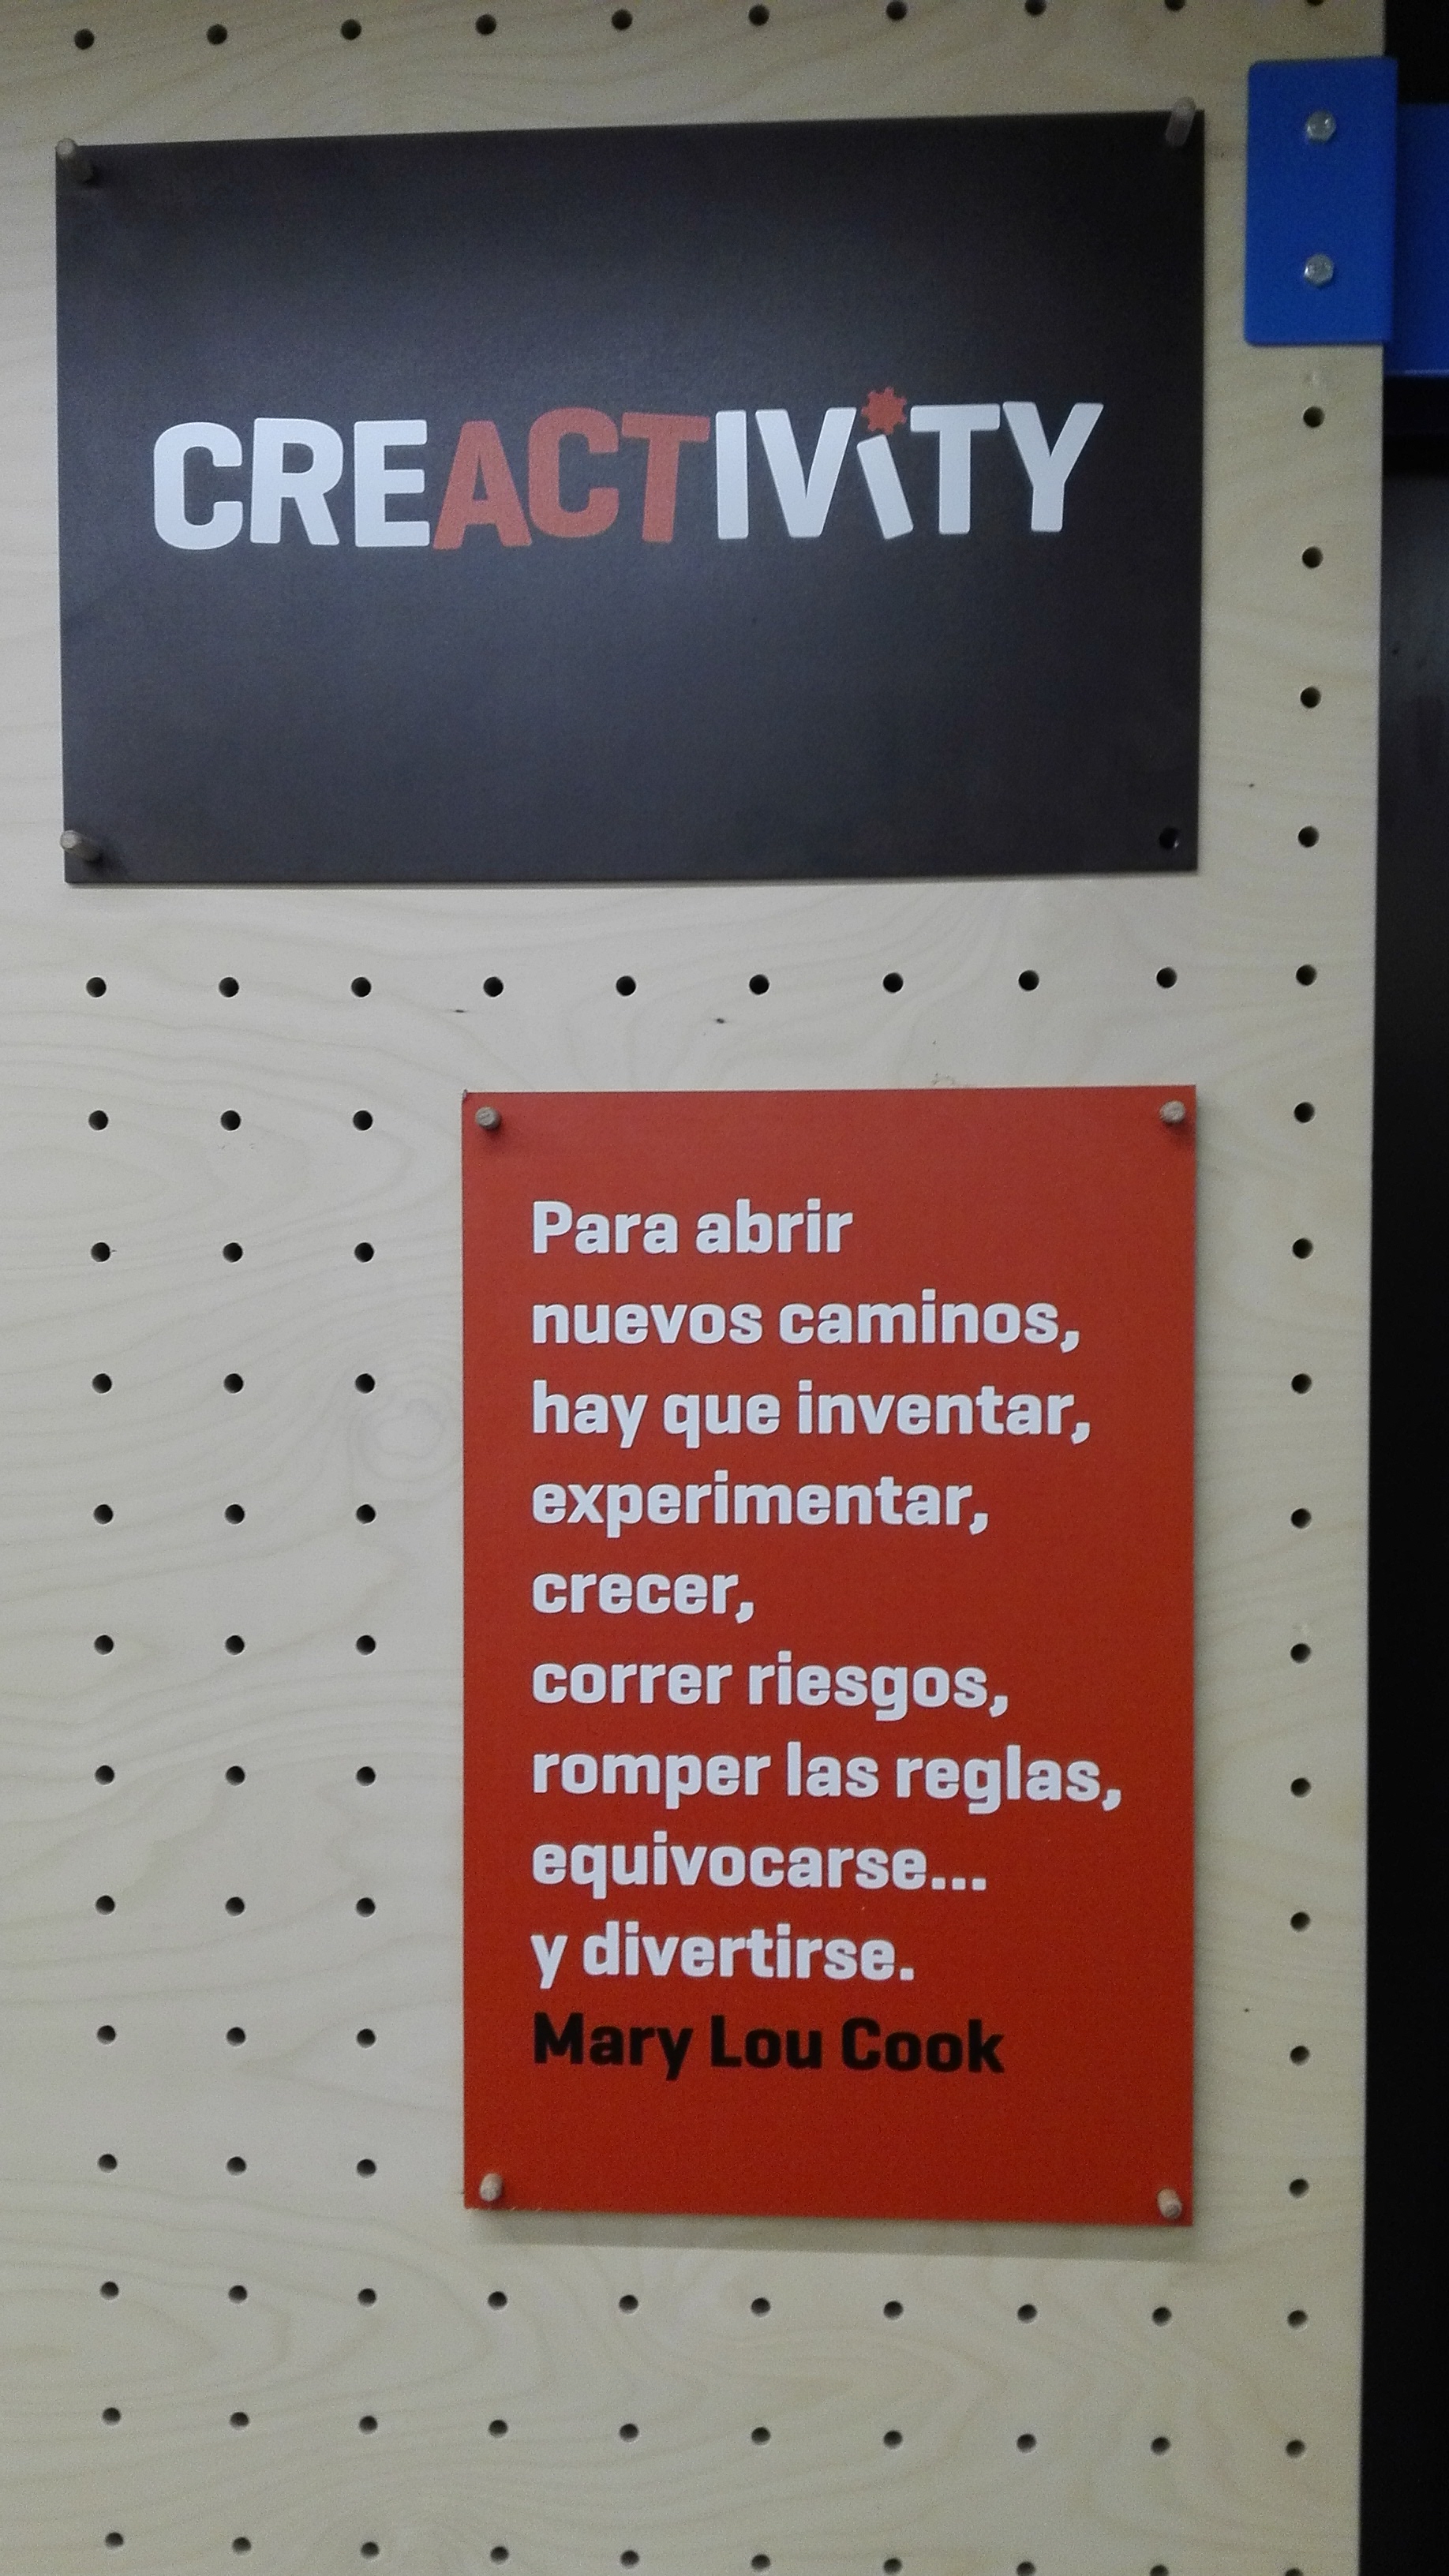 CREACTIViTY
Para abrir
nuevos caminos,
hay que inventar,
experimentar,
crecer,
correr riesgos,
romper las reglas,
equivocarse...
y divertirse.
Mary Lou Cook